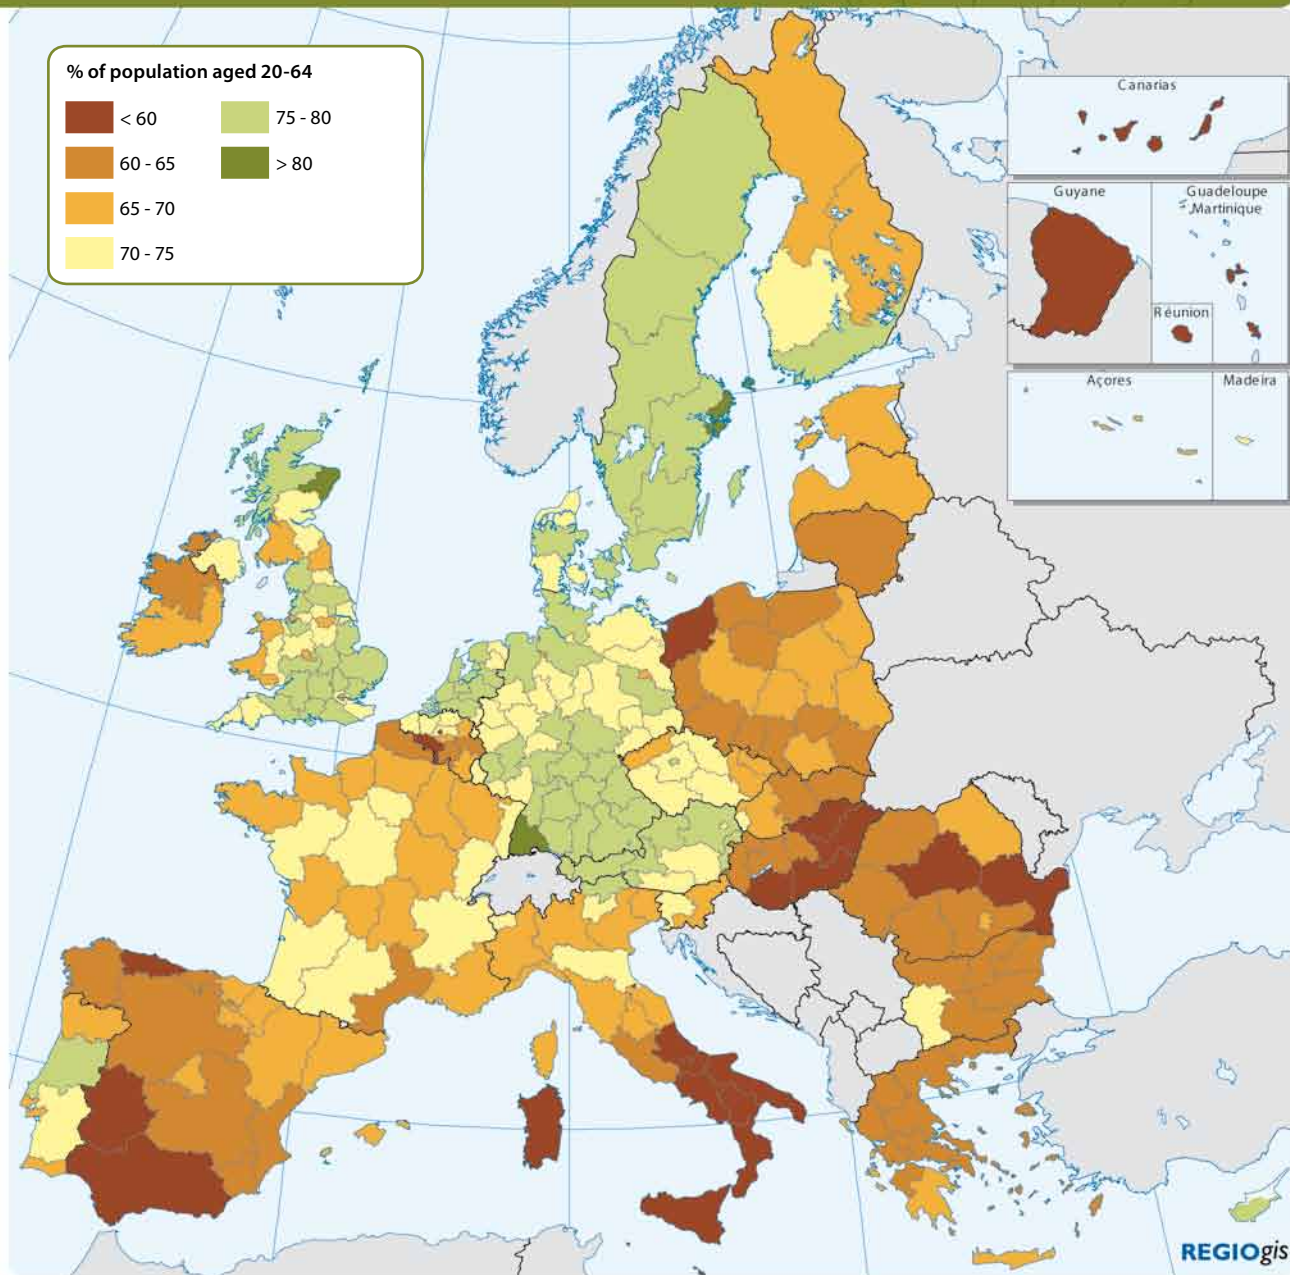 % of population aged 20-64
< 60
75 - 80
60 - 65
> 80
65 - 70
70 - 75
Canarias
Guyane
Guadeloupe
Martinique
Réunion
Açores
Madeira
REGIOgis